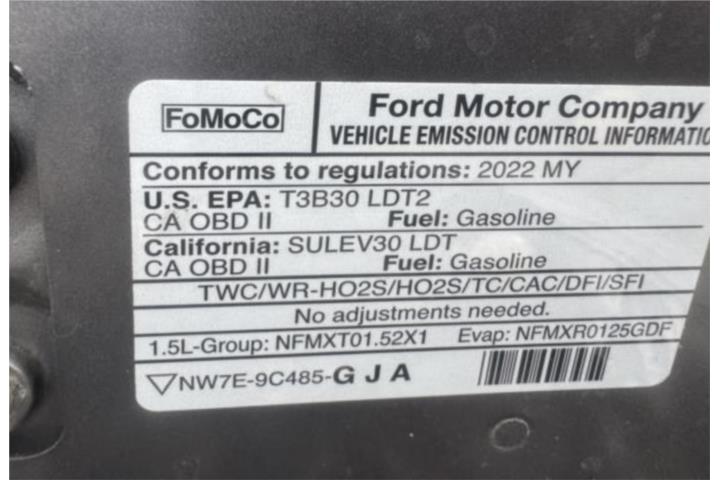 FoMoCo
Ford Motor Company
VEHICLE EMISSION CONTROL INFORMATIO
Conforms to regulations: 2022 MY
U.S. EPA: T3B30 LDT2
CA OBD II Fuel: Gasoline
California: SULEV30 LDT
CA OBD II Fuel: Gasoline
TWC/WR-HO2S/HO2S/TC/CAC/DFI/SFI
No adjustments needed.
1.5L-Group: NFMXT01.52X1 Evap: NFMXR0125GDF
NW7E-9C485-G J A